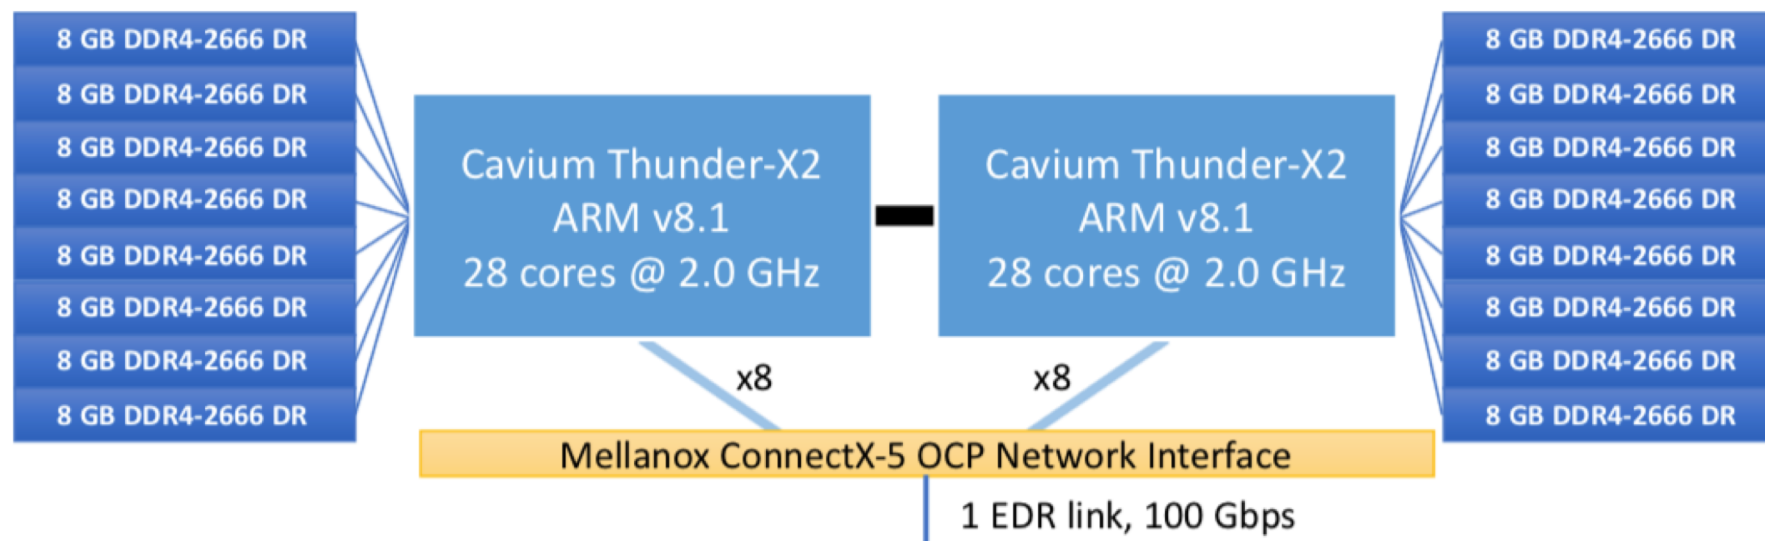 8 GB DDR4-2666 DR
8 GB DDR4-2666 DR
8 GB DDR4-2666 DR
8 GB DDR4-2666 DR
8 GB DDR4-2666 DR
8 GB DDR4-2666 DR
8 GB DDR4-2666 DR
8 GB DDR4-2666 DR
Cavium Thunder-X2
ARM v8.1
28 cores @ 2.0 GHz
Cavium Thunder-X2
ARM v8.1
28 cores @ 2.0 GHz
8 GB DDR4-2666 DR
8 GB DDR4-2666 DR
8 GB DDR4-2666 DR
8 GB DDR4-2666 DR
8 GB DDR4-2666 DR
8 GB DDR4-2666 DR
8 GB DDR4-2666 DR
8 GB DDR4-2666 DR
x8
x8
Mellanox ConnectX-5 OCP Network Interface
1 EDR link, 100 Gbps